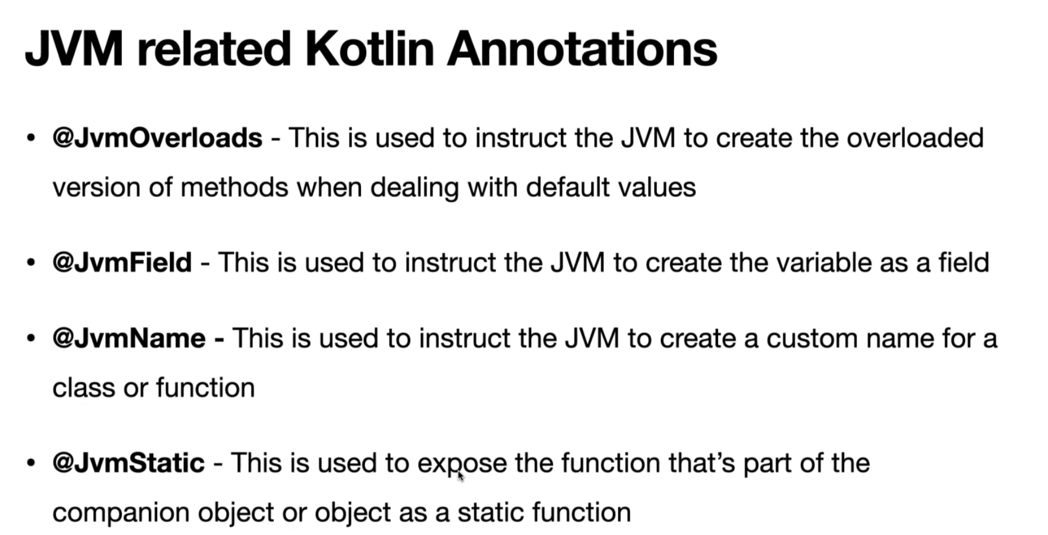 JVM related Kotlin Annotations
• @JvmOverloads - This is used to instruct the JVM to create the overloaded
version of methods when dealing with default values
• @JvmField - This is used to instruct the JVM to create the variable as a field
• @JvmName - This is used to instruct the JVM to create a custom name for a
class or function
• @JvmStatic - This is used to expose the function that’s part of the
companion object or object as a static function